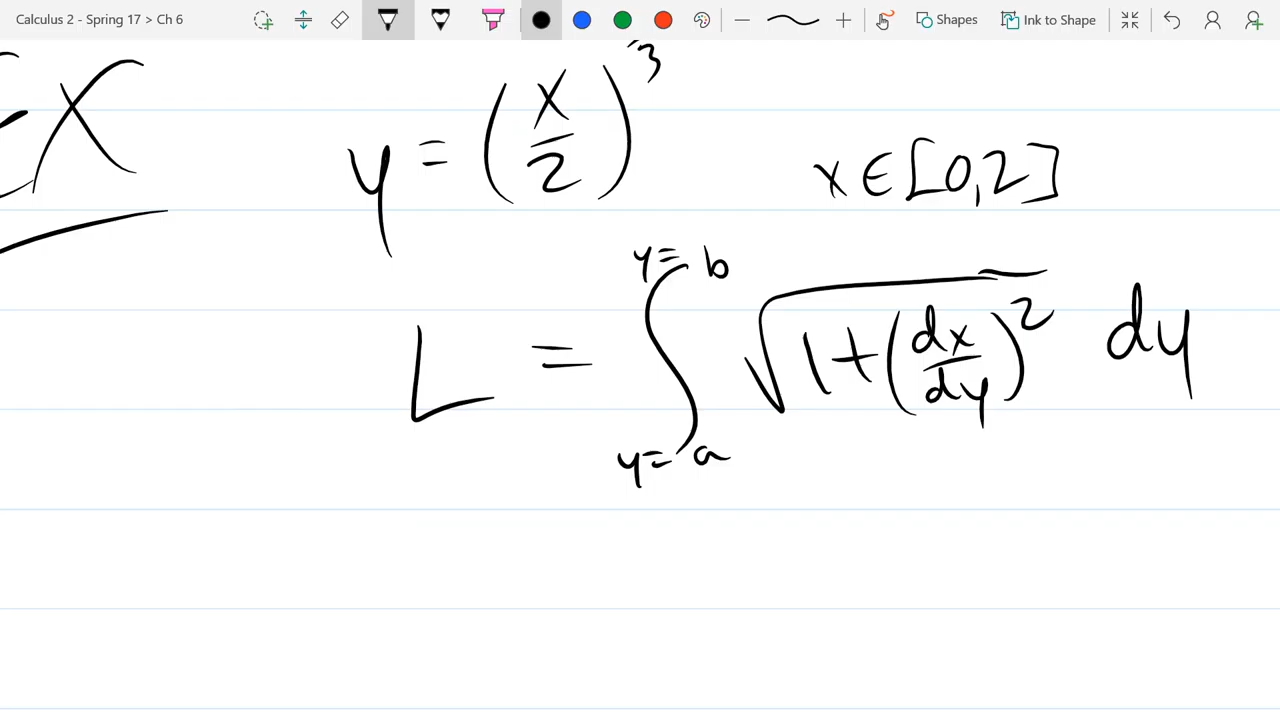 Calculus 2 - Spring 17 > Ch 6 Shapes Ink to Shape
EX y = (x/2)^3 x ∈ [0,2]
L = ∫_{y=a}^{y=b} √(1+(dx/dy)^2) dy